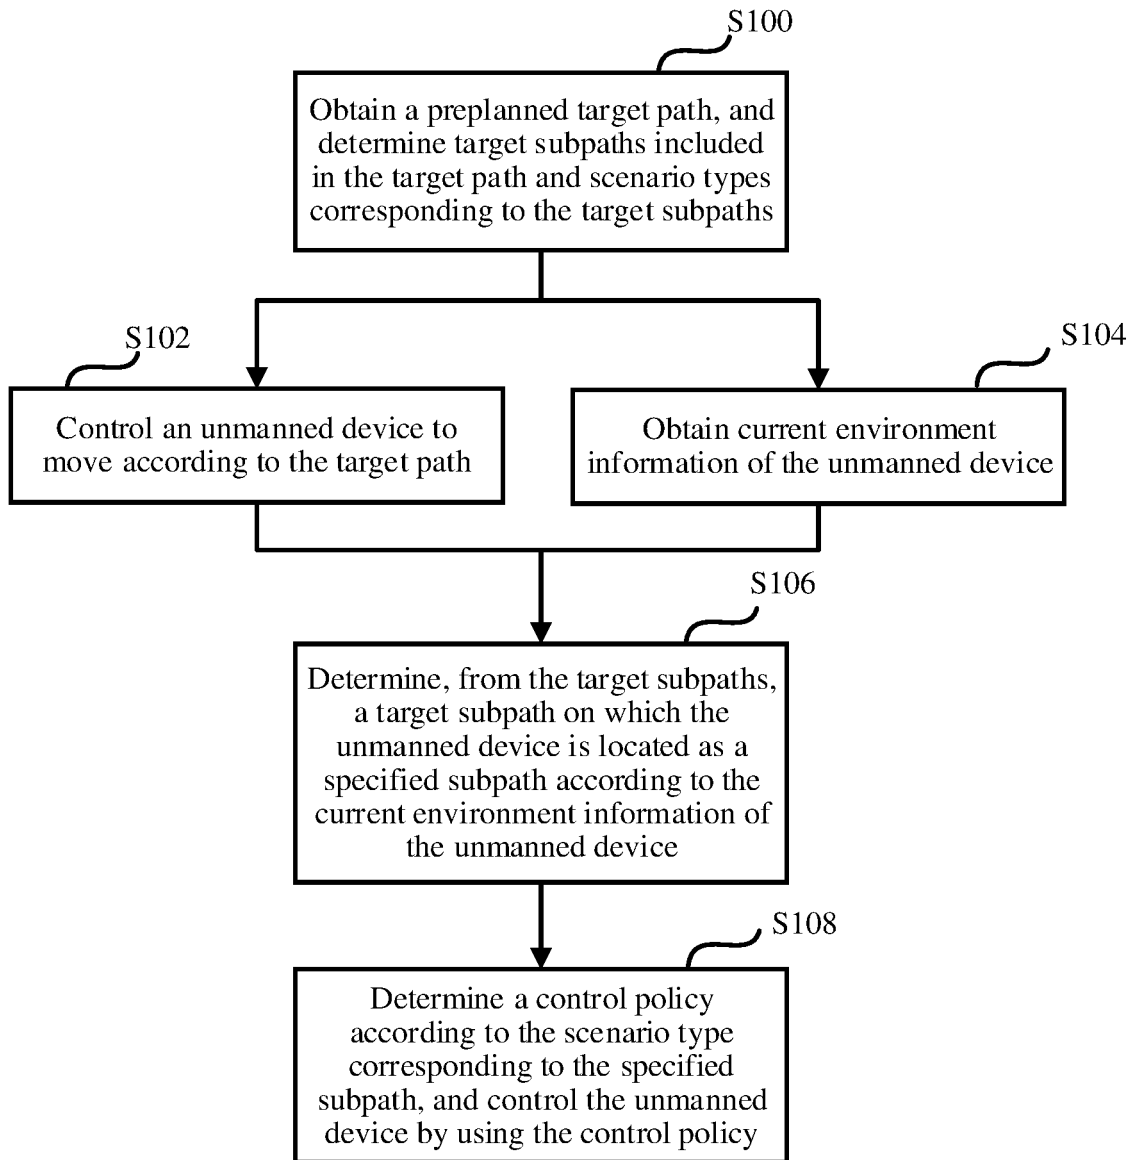 S100
Obtain a preplanned target path, and
determine target subpaths included
in the target path and scenario types
corresponding to the target subpaths
S102
S104
Control an unmanned device to
move according to the target path
Obtain current environment
information of the unmanned device
S106
Determine, from the target subpaths,
a target subpath on which the
unmanned device is located as a
specified subpath according to the
current environment information of
the unmanned device
S108
Determine a control policy
according to the scenario type
corresponding to the specified
subpath, and control the unmanned
device by using the control policy